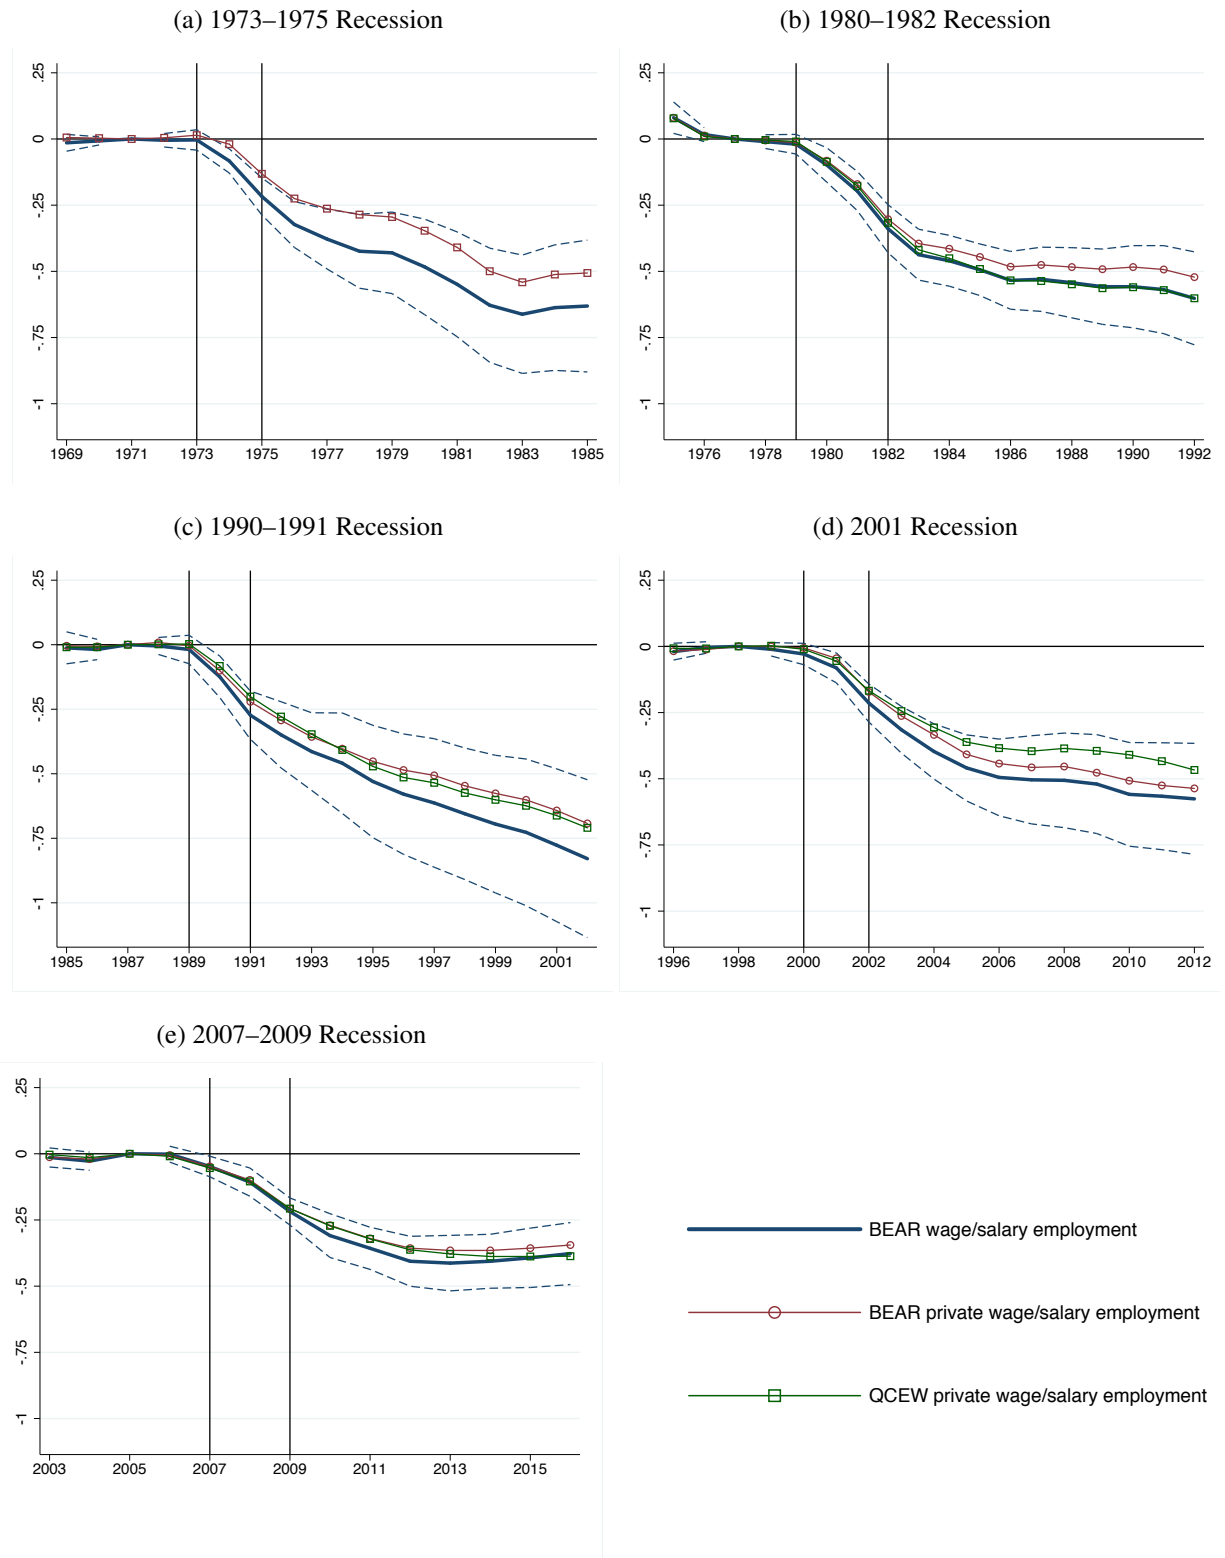 (a) 1973–1975 Recession
.25
0
-.25
-.5
-.75
-1
1969 1971 1973 1975 1977 1979 1981 1983 1985
(b) 1980–1982 Recession
.25
0
-.25
-.5
-.75
-1
1976 1978 1980 1982 1984 1986 1988 1990 1992
(c) 1990–1991 Recession
.25
0
-.25
-.5
-.75
-1
1985 1987 1989 1991 1993 1995 1997 1999 2001
(d) 2001 Recession
.25
0
-.25
-.5
-.75
-1
1996 1998 2000 2002 2004 2006 2008 2010 2012
(e) 2007–2009 Recession
.25
0
-.25
-.5
-.75
-1
2003 2005 2007 2009 2011 2013 2015
BEAR wage/salary employment
BEAR private wage/salary employment
QCEW private wage/salary employment